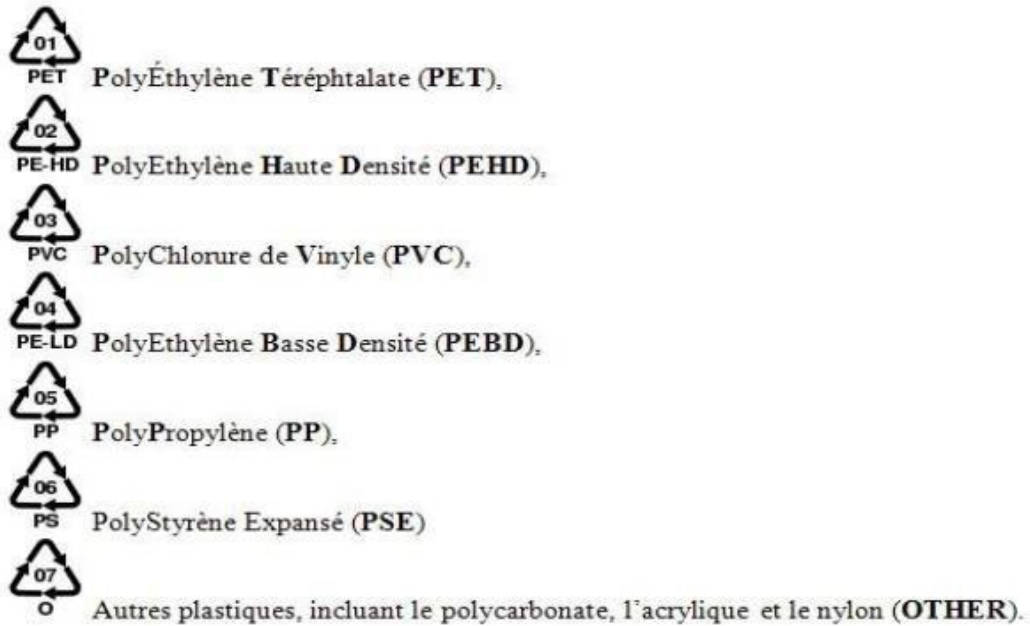 01
PET PolyÉthylène Téréphtalate (PET),
02
PE-HD PolyEthylène Haute Densité (PEHD),
03
PVC PolyChlorure de Vinyle (PVC),
04
PE-LD PolyEthylène Basse Densité (PEBD),
05
PP PolyPropylène (PP),
06
PS PolyStyrène Expansé (PSE)
07
O Autres plastiques, incluant le polycarbonate, l'acrylique et le nylon (OTHER).